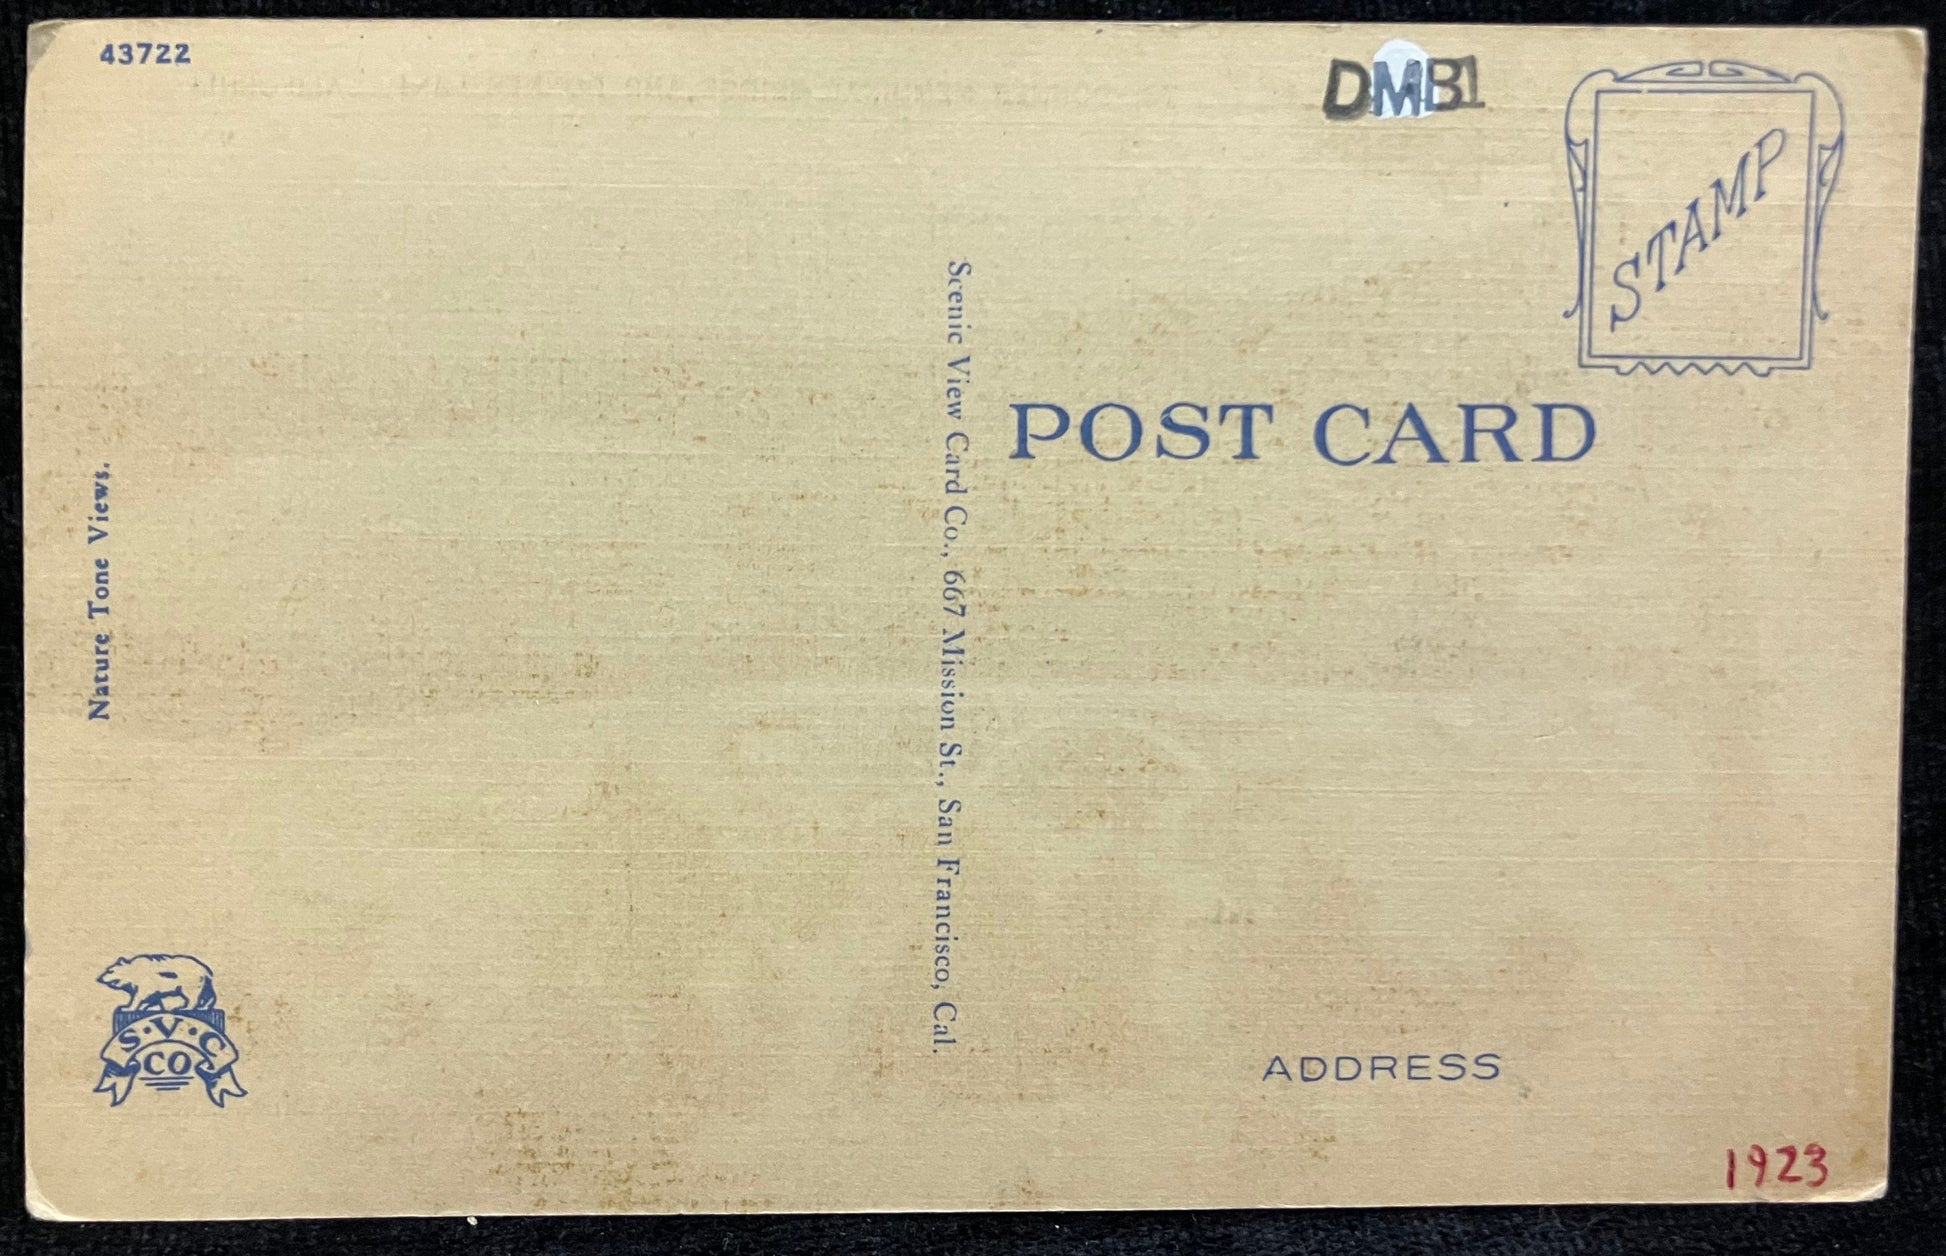 43722
DMB1
STAMP
POST CARD
Scenic View Card Co., 667 Mission St., San Francisco, Cal.
Nature Tone Views.
S·V·C
CO
ADDRESS
1923